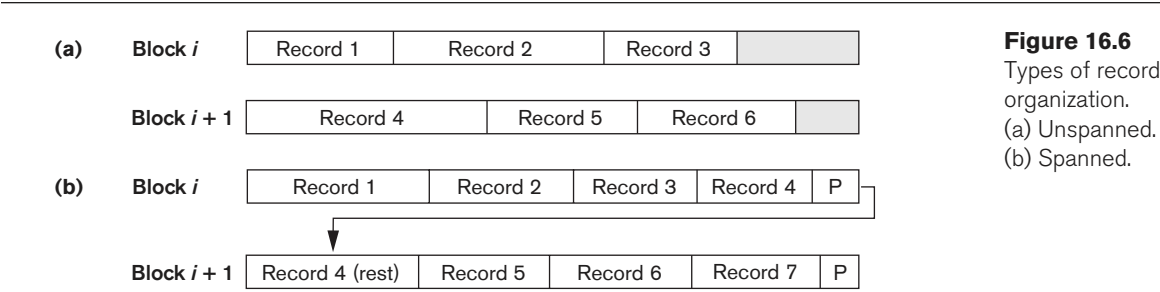 (a) Block i Record 1 Record 2 Record 3
Block i + 1 Record 4 Record 5 Record 6
(b) Block i Record 1 Record 2 Record 3 Record 4 P
Block i + 1 Record 4 (rest) Record 5 Record 6 Record 7 P
Figure 16.6
Types of record
organization.
(a) Unspanned.
(b) Spanned.